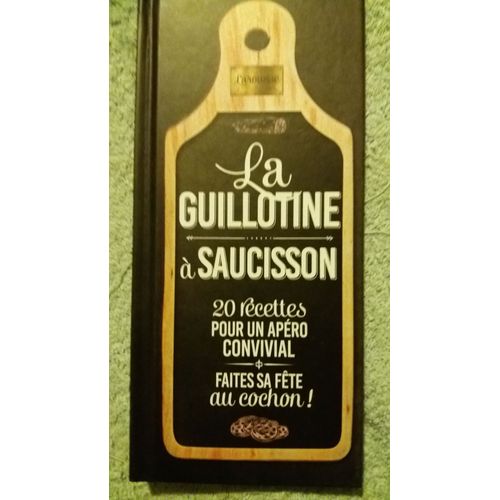 Larousse
La
GUILLOTINE
à SAUCISSON
20 recettes
POUR UN APÉRO
CONVIVIAL
FAITES SA FÊTE
au cochon !